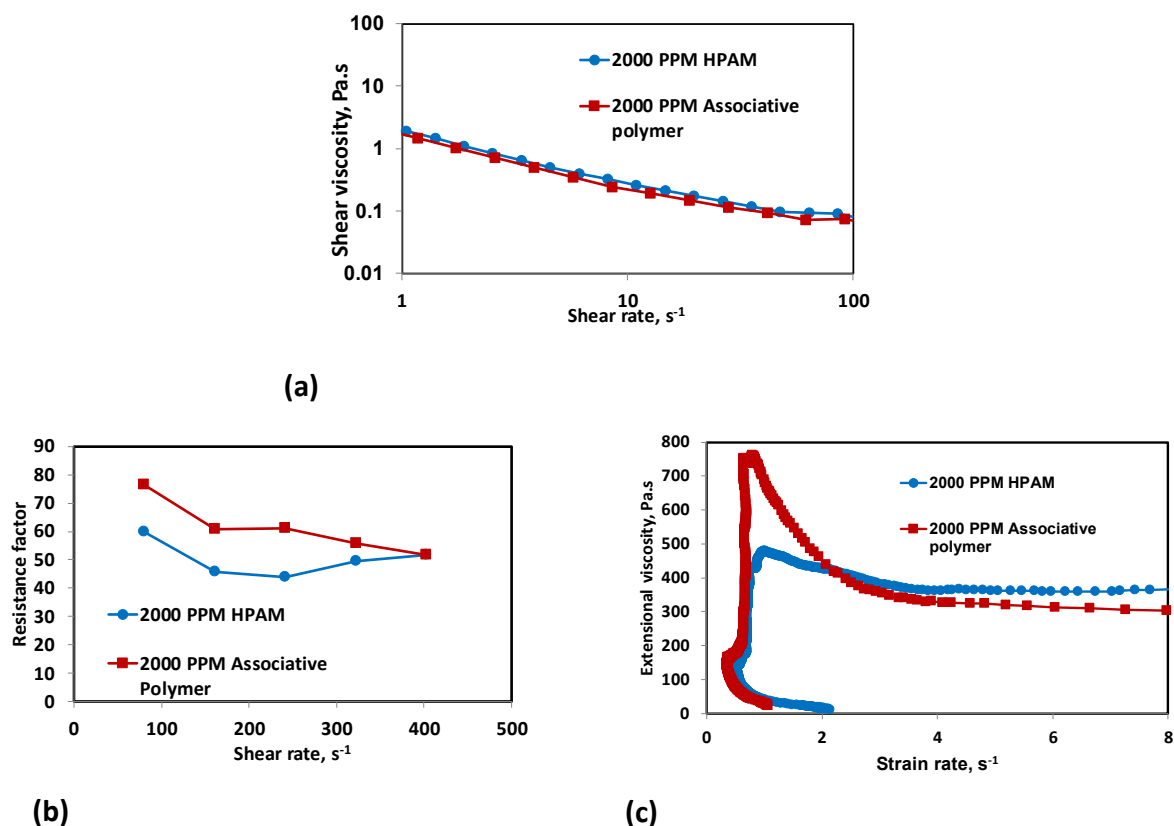 100
10
1
0.1
0.01
Shear viscosity, Pa.s
2000 PPM HPAM
2000 PPM Associative
polymer
1
10
100
Shear rate, s-1
(a)
90
80
70
60
50
40
30
20
10
0
Resistance factor
2000 PPM HPAM
2000 PPM Associative
Polymer
0
100
200
300
400
500
Shear rate, s-1
(b)
800
700
600
500
400
300
200
100
0
Extensional viscosity, Pa.s
2000 PPM HPAM
2000 PPM Associative
polymer
0
2
4
6
8
Strain rate, s-1
(c)